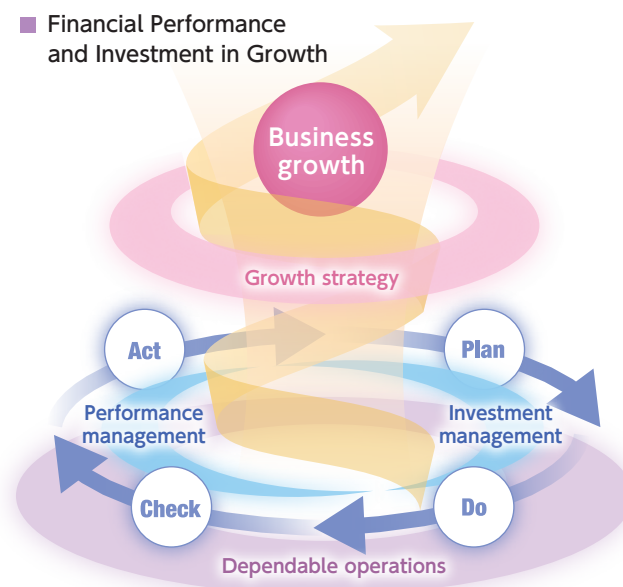 Financial Performance
and Investment in Growth
Business
growth
Growth strategy
Act
Plan
Performance
management
Investment
management
Check
Do
Dependable operations